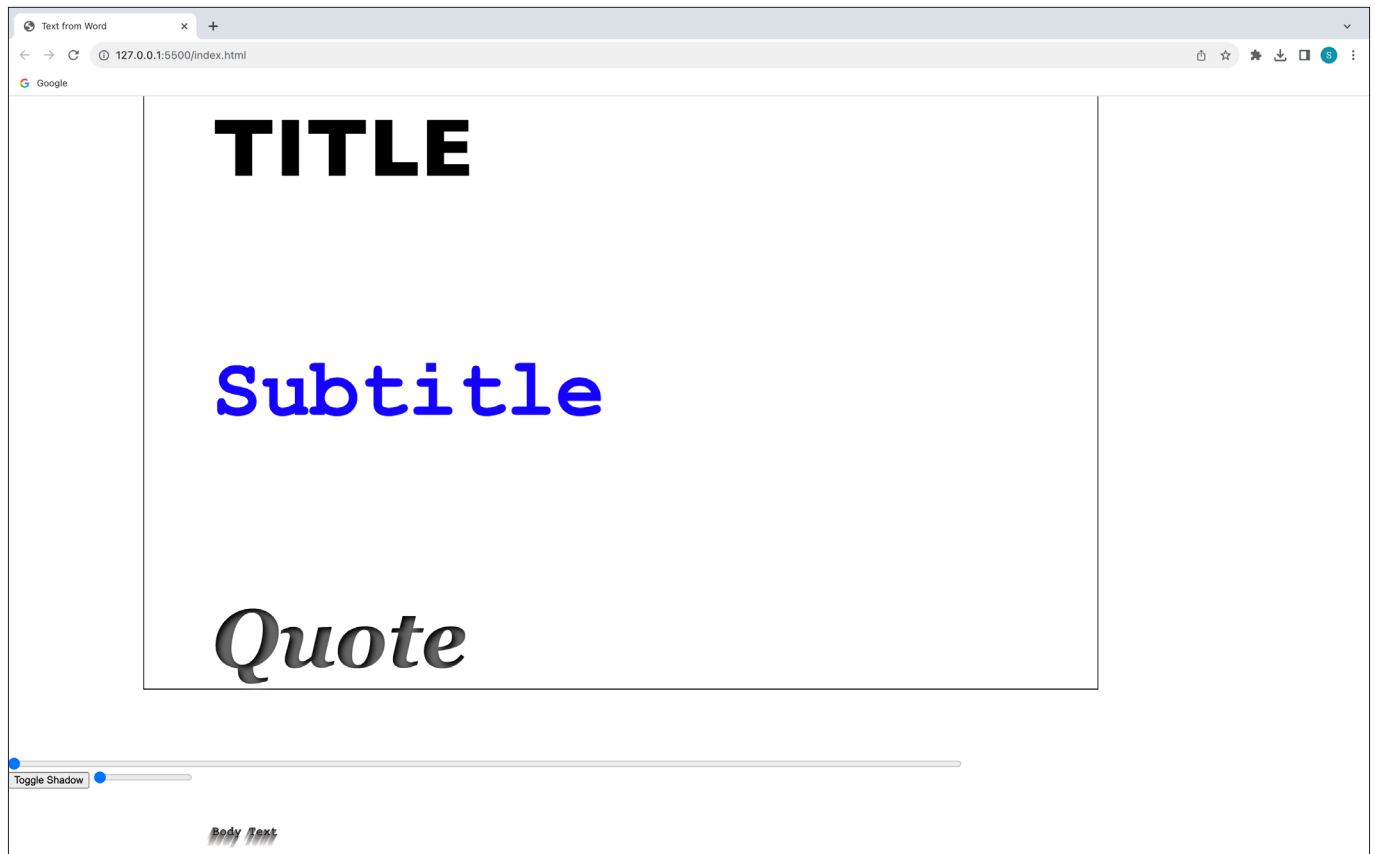 Text from Word
127.0.0.1:5500/index.html
S
Google
TITLE
Subtitle
Quote
Toggle Shadow
Body Text